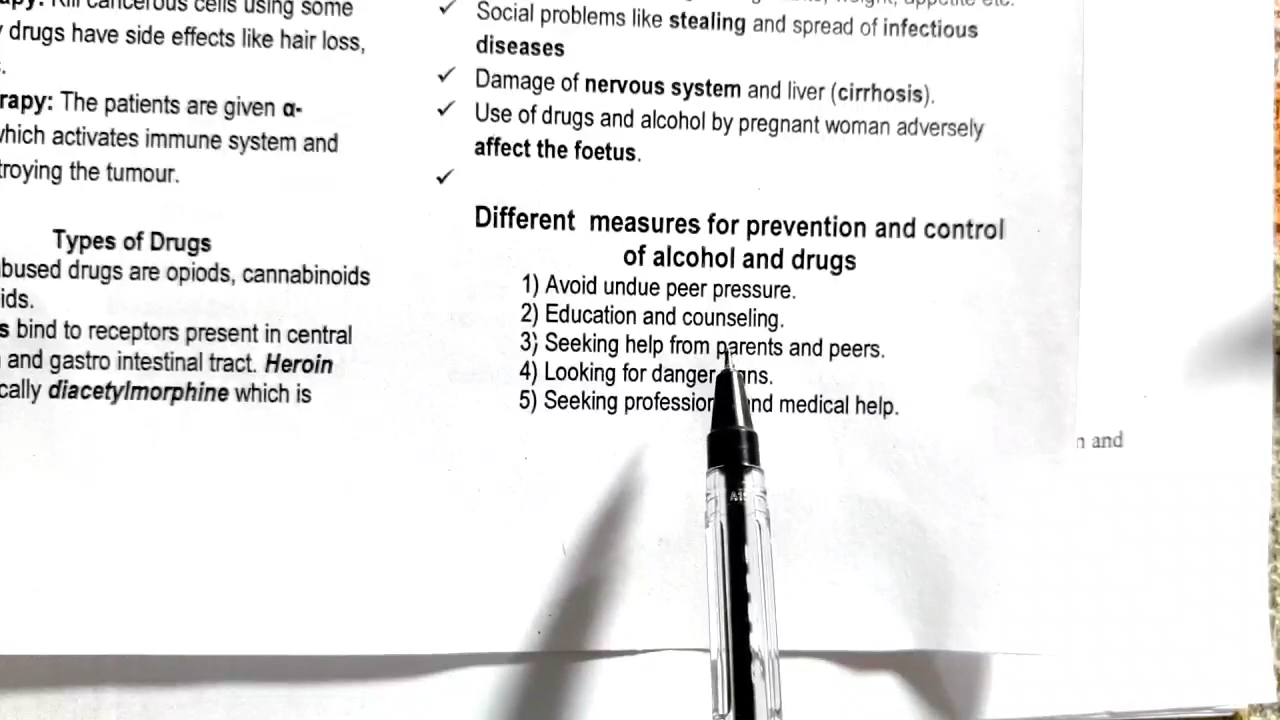 apy: Kill cancerous cells using some
drugs have side effects like hair loss,
rapy: The patients are given α-
which activates immune system and
troying the tumour.
Types of Drugs
bused drugs are opiods, cannabinoids
ids.
s bind to receptors present in central
and gastro intestinal tract. Heroin
cally diacetylmorphine which is
weight, appetite etc.
✓ Social problems like stealing and spread of infectious
diseases
✓ Damage of nervous system and liver (cirrhosis).
✓ Use of drugs and alcohol by pregnant woman adversely
affect the foetus.
✓
Different measures for prevention and control
of alcohol and drugs
1) Avoid undue peer pressure.
2) Education and counseling.
3) Seeking help from parents and peers.
4) Looking for danger
5) Seeking and medical help.
n and